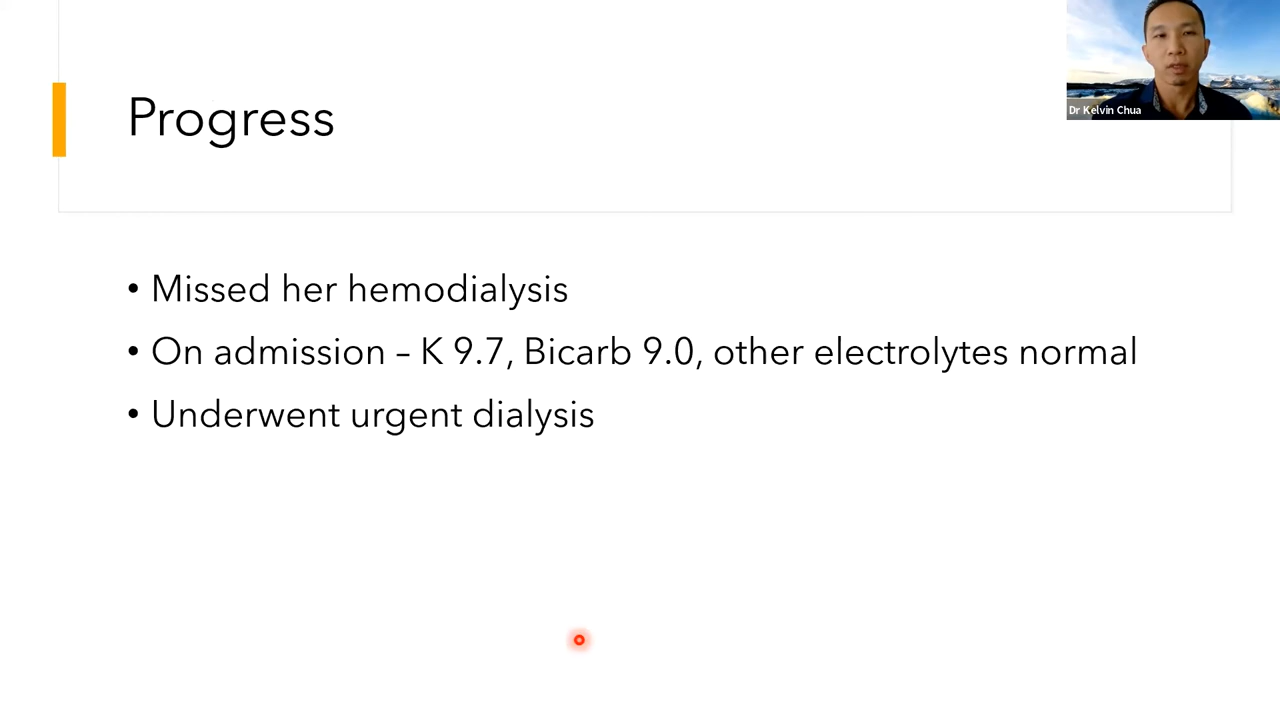 Dr Kelvin Chua
Progress
• Missed her hemodialysis
• On admission – K 9.7, Bicarb 9.0, other electrolytes normal
• Underwent urgent dialysis